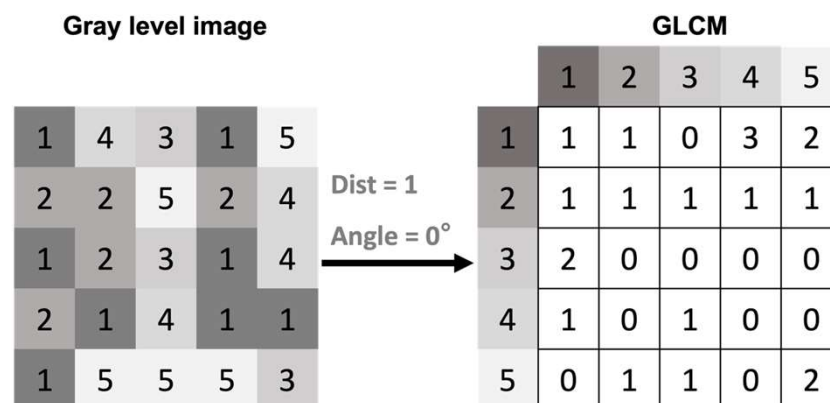 Gray level image
GLCM
1 2 3 4 5
1 4 3 1 5
2 2 5 2 4
1 2 3 1 4
2 1 4 1 1
1 5 5 5 3
Dist = 1
Angle = 0°
1 1 1 0 3 2
2 1 1 1 1 1
3 2 0 0 0 0
4 1 0 1 0 0
5 0 1 1 0 2